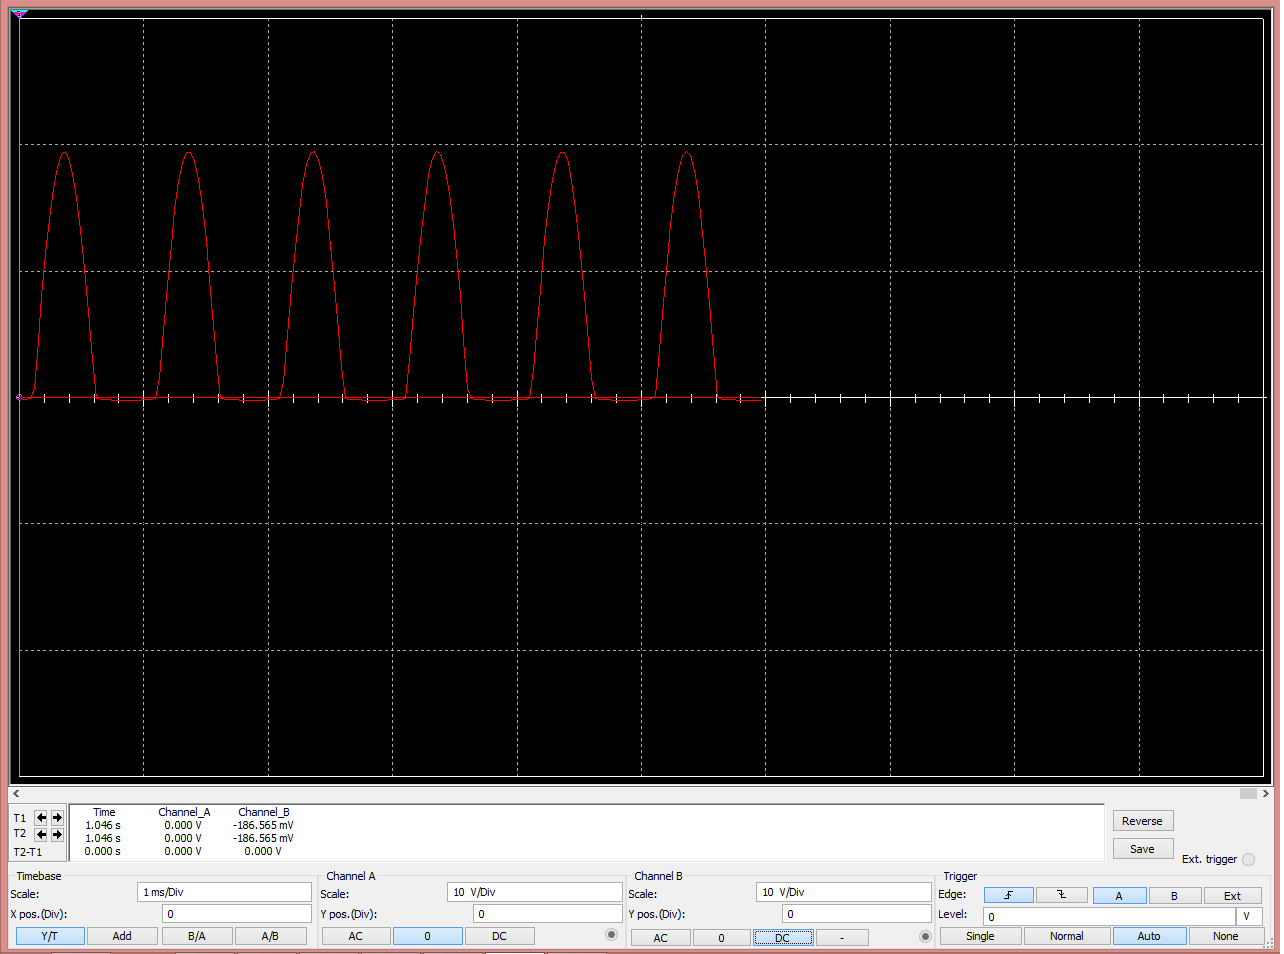 Time Channel_A Channel_B
T1 1.046 s 0.000 V -186.565 mV
T2 1.046 s 0.000 V -186.565 mV
T2-T1 0.000 s 0.000 V 0.000 V
Reverse
Save
Ext. trigger
Timebase
Scale: 1 ms/Div
X pos.(Div): 0
Y/T Add B/A A/B
Channel A
Scale: 10 V/Div
Y pos.(Div): 0
AC 0 DC
Channel B
Scale: 10 V/Div
Y pos.(Div): 0
AC 0 DC -
Trigger
Edge: A B Ext
Level: 0 V
Single Normal Auto None